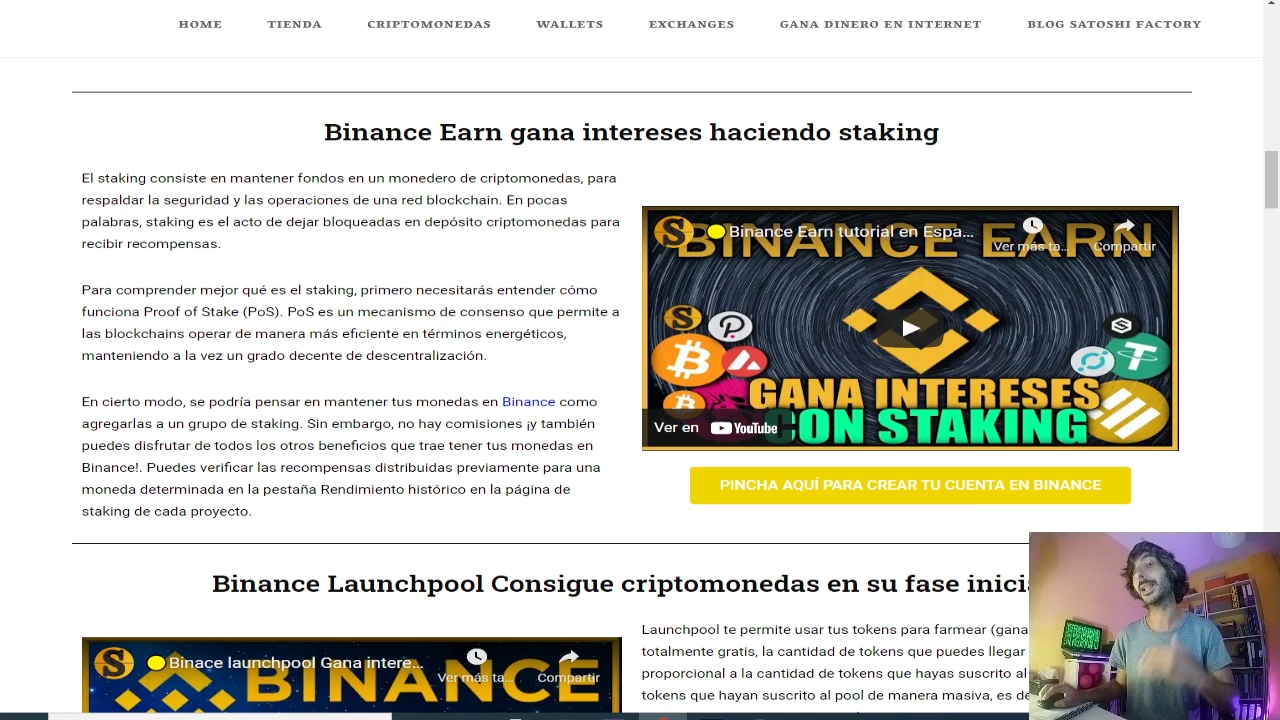 HOME TIENDA CRIPTOMONEDAS WALLETS EXCHANGES GANA DINERO EN INTERNET BLOG SATOSHI FACTORY
Binance Earn gana intereses haciendo staking
El staking consiste en mantener fondos en un monedero de criptomonedas, para
respaldar la seguridad y las operaciones de una red blockchain. En pocas
palabras, staking es el acto de dejar bloqueadas en depósito criptomonedas para
recibir recompensas.
Para comprender mejor qué es el staking, primero necesitarás entender cómo
funciona Proof of Stake (PoS). PoS es un mecanismo de consenso que permite a
las blockchains operar de manera más eficiente en términos energéticos,
manteniendo a la vez un grado decente de descentralización.
En cierto modo, se podría pensar en mantener tus monedas en Binance como
agregarlas a un grupo de staking. Sin embargo, no hay comisiones ¡y también
puedes disfrutar de todos los otros beneficios que trae tener tus monedas en
Binance!. Puedes verificar las recompensas distribuidas previamente para una
moneda determinada en la pestaña Rendimiento histórico en la página de
staking de cada proyecto.
BINANCE EARN
Binance Earn tutorial en Espa...
Ver más ta... Compartir
GANA INTERESES
CON STAKING
Ver en YouTube
PINCHA AQUÍ PARA CREAR TU CUENTA EN BINANCE
Binance Launchpool Consigue criptomonedas en su fase
Binace launchpool Gana intere...
Ver más ta... Compartir
BINANCE
Launchpool te permite usar tus tokens para farmear
totalmente gratis, la cantidad de tokens que puedes llegar
proporcional a la cantidad de tokens que hayas suscrito al
tokens que hayan suscrito al pool de manera masiva, es